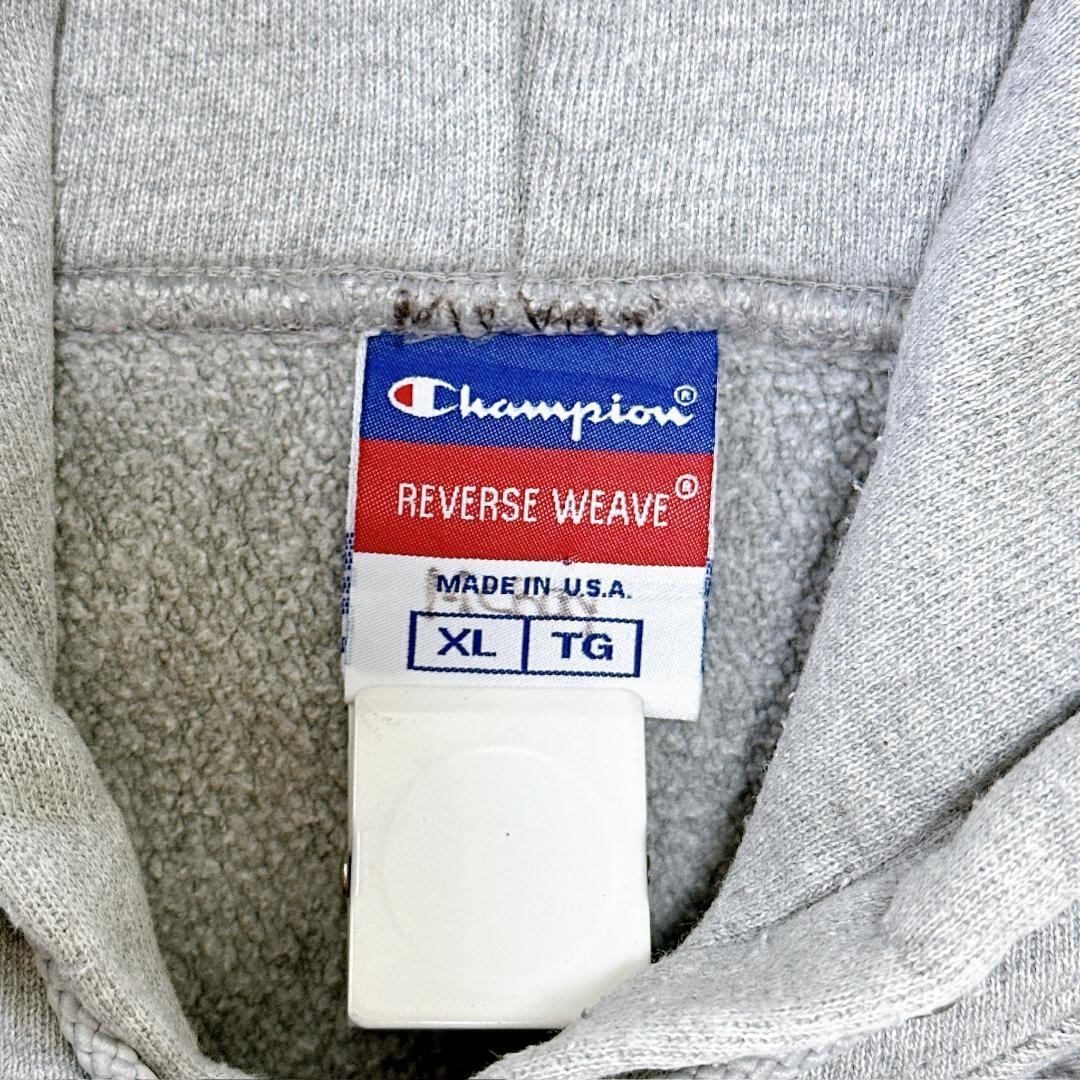 Champion®
REVERSE WEAVE®
MADE IN U.S.A.
XL TG